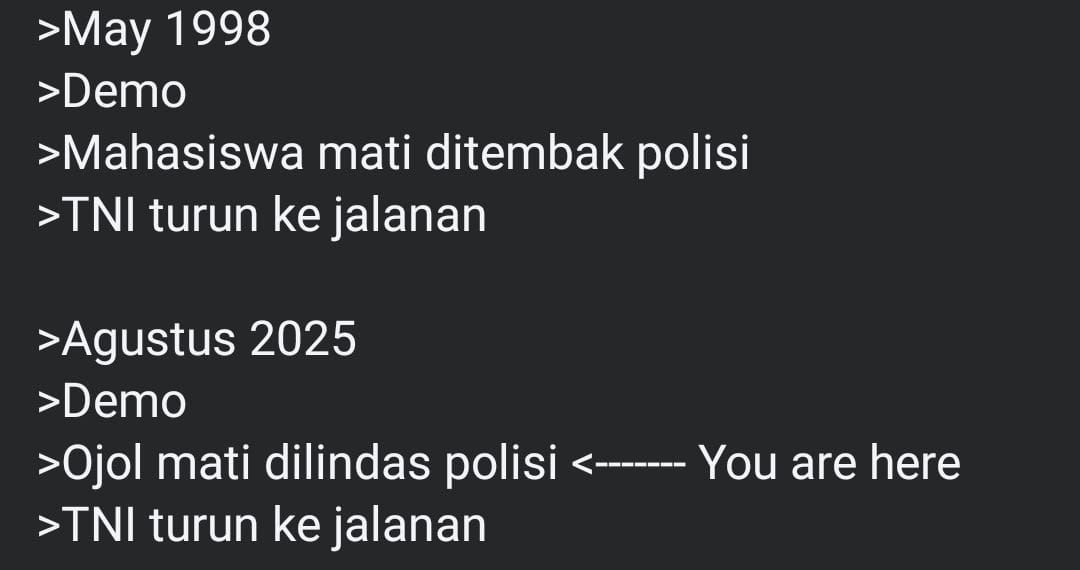 >May 1998
>Demo
>Mahasiswa mati ditembak polisi
>TNI turun ke jalanan
>Agustus 2025
>Demo
>Ojol mati dilindas polisi <------- You are here
>TNI turun ke jalanan